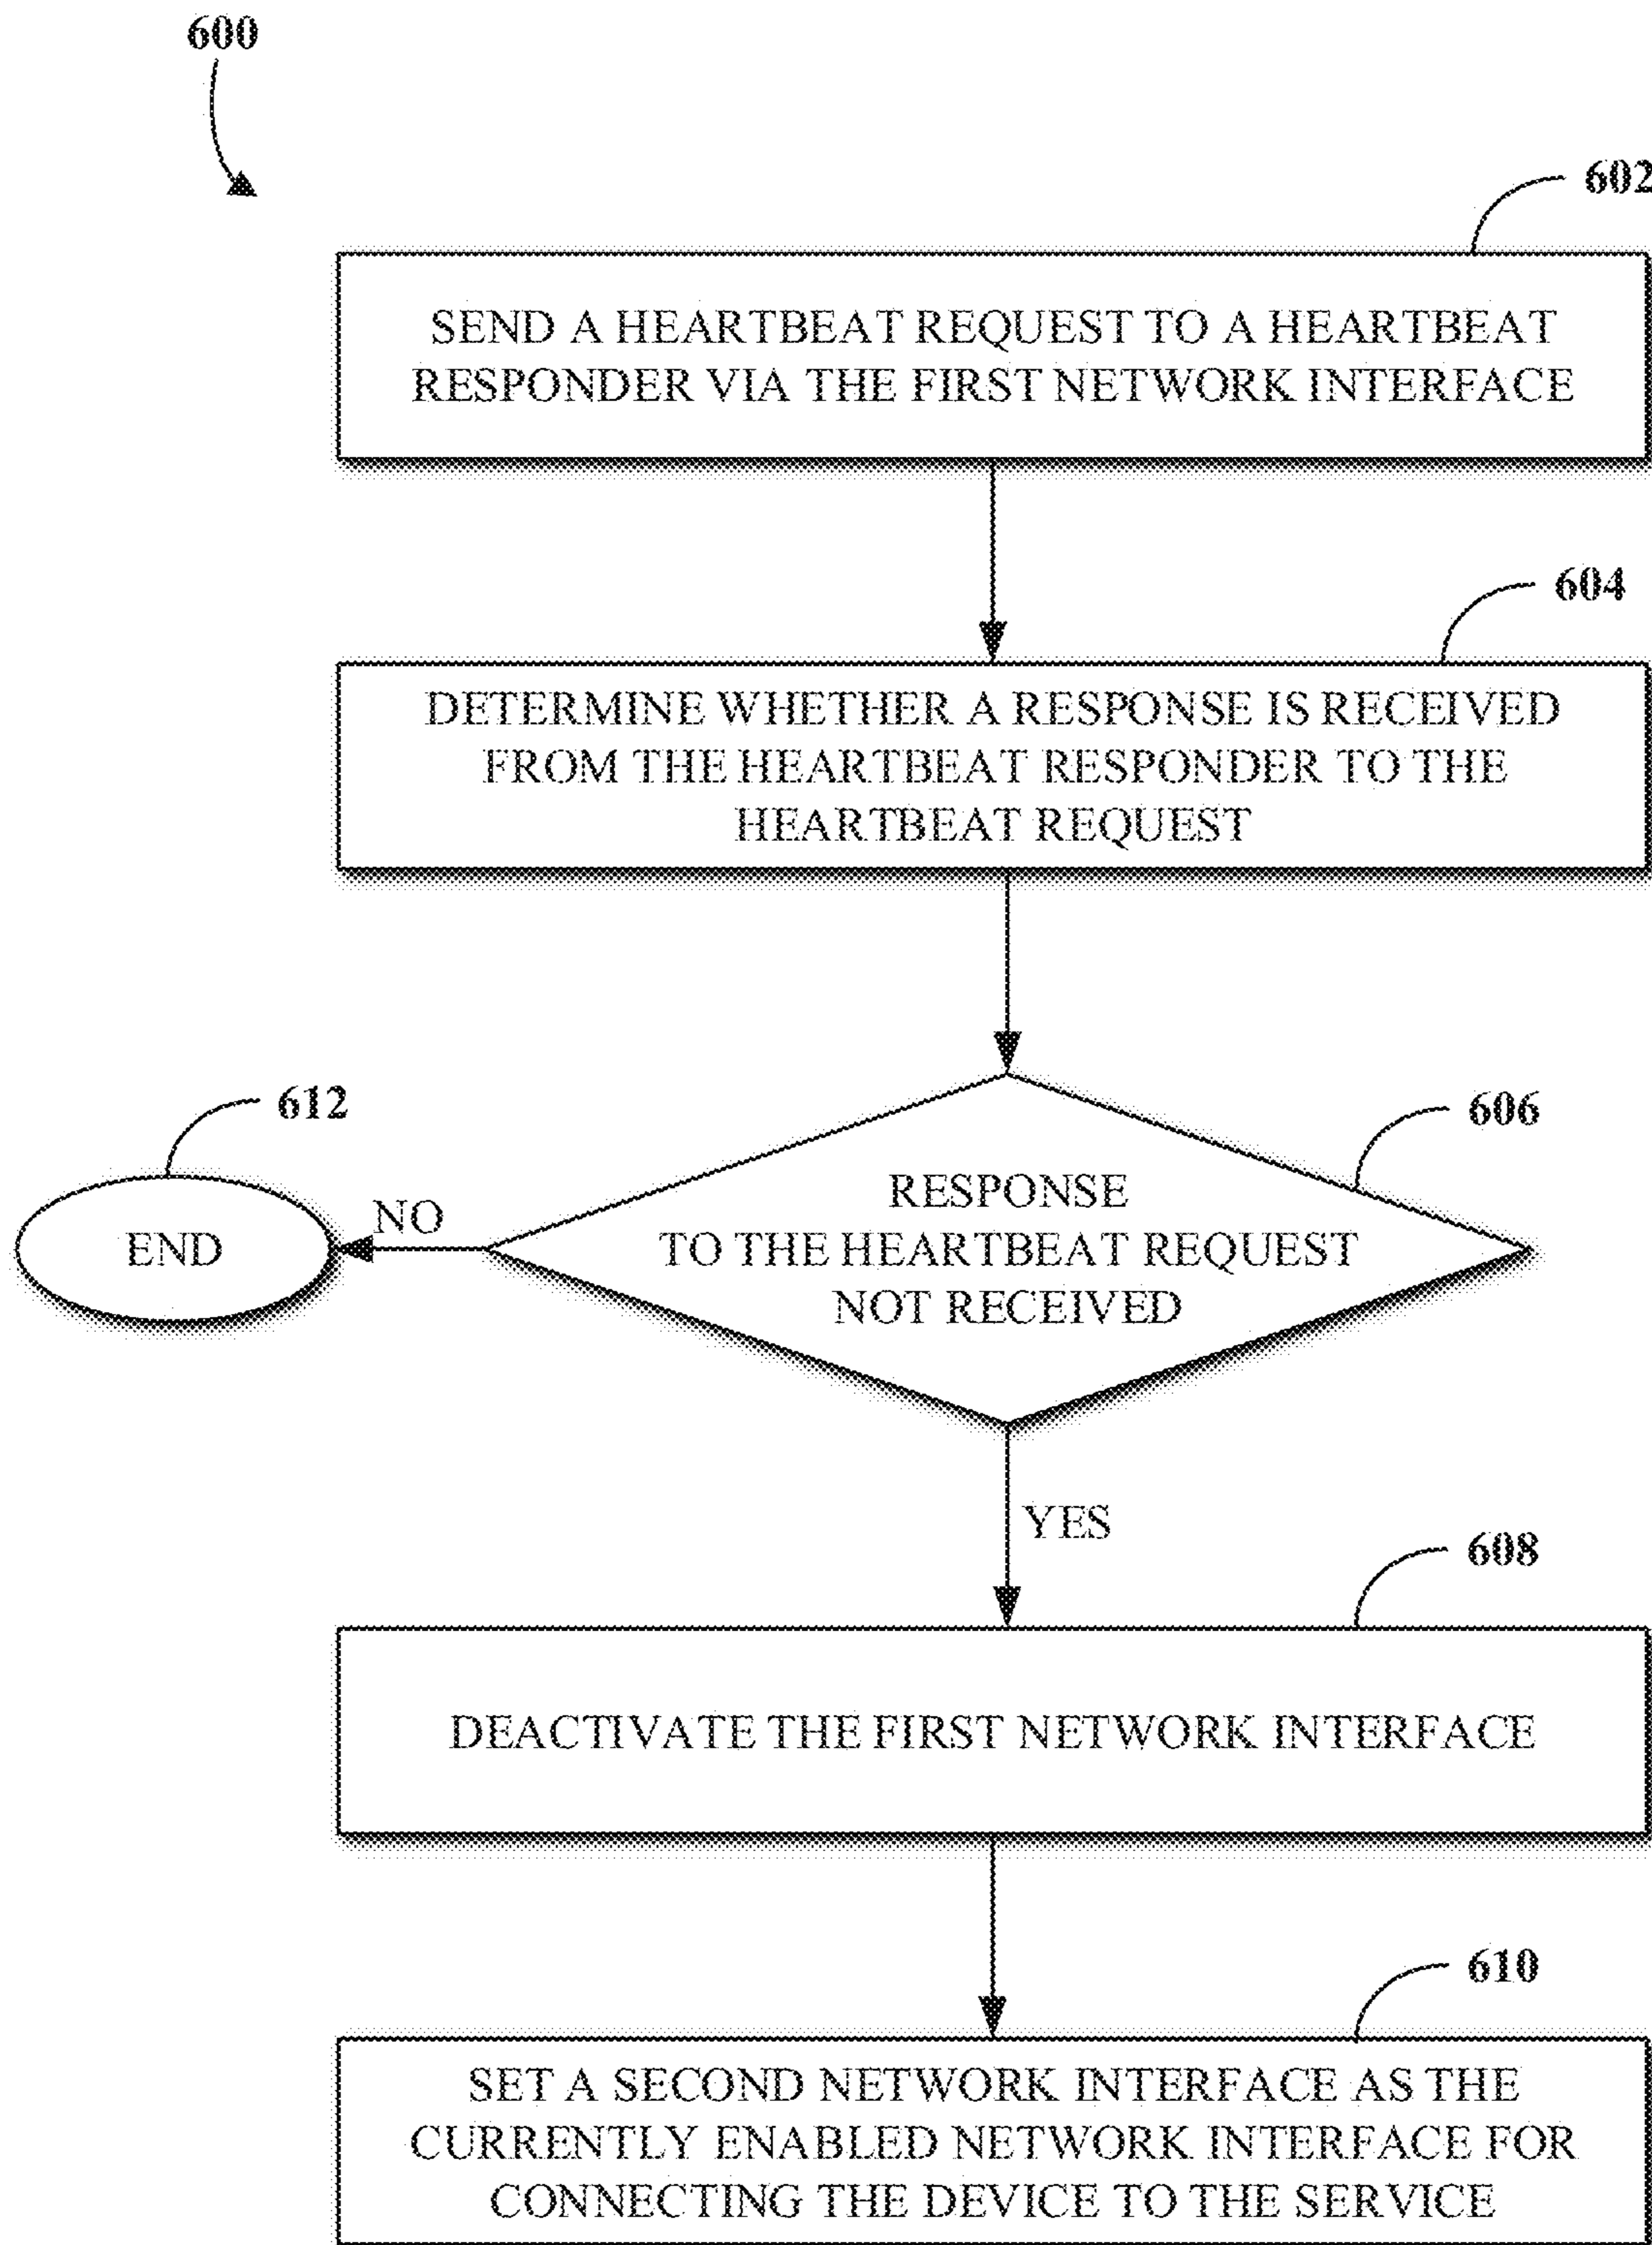 600
602
SEND A HEARTBEAT REQUEST TO A HEARTBEAT
RESPONDER VIA THE FIRST NETWORK INTERFACE
604
DETERMINE WHETHER A RESPONSE IS RECEIVED
FROM THE HEARTBEAT RESPONDER TO THE
HEARTBEAT REQUEST
612
606
END
NO
RESPONSE
TO THE HEARTBEAT REQUEST
NOT RECEIVED
YES
608
DEACTIVATE THE FIRST NETWORK INTERFACE
610
SET A SECOND NETWORK INTERFACE AS THE
CURRENTLY ENABLED NETWORK INTERFACE FOR
CONNECTING THE DEVICE TO THE SERVICE